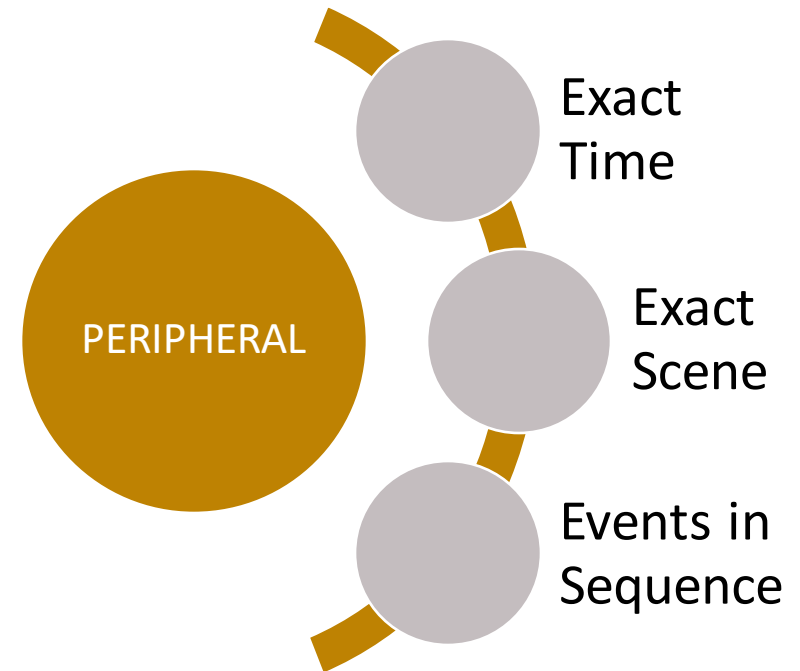 PERIPHERAL
Exact
Time
Exact
Scene
Events in
Sequence